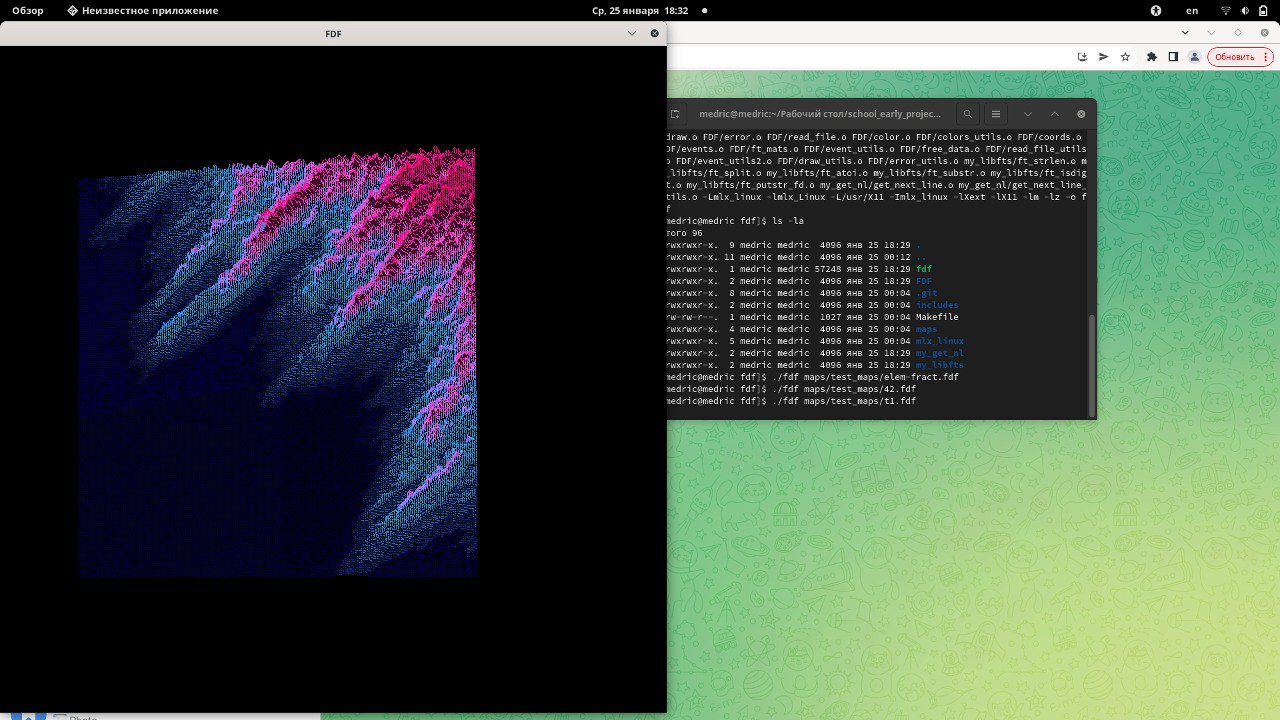 Обзор
Неизвестное приложение
Ср, 25 января 18:32
en
FDF
Обновить
medric@medric:~/Рабочий стол/school_early_projec...
draw.o FDF/error.o FDF/read_file.o FDF/color.o FDF/colors_utils.o FDF/coords.o
F/events.o FDF/ft_mats.o FDF/event_utils.o FDF/free_data.o FDF/read_file_utils
FDF/event_utils2.o FDF/draw_utils.o FDF/error_utils.o my_libfts/ft_strlen.o m
_libfts/ft_split.o my_libfts/ft_atoi.o my_libfts/ft_substr.o my_libfts/ft_isdig
t.o my_libfts/ft_putstr_fd.o my_get_nl/get_next_line.o my_get_nl/get_next_line_
tils.o -Lmlx_linux -lmlx_Linux -L/usr/X11 -Imlx_linux -lXext -lX11 -lm -lz -o f
f
medric@medric fdf]$ ls -la
того 96
rwxrwxr-x. 9 medric medric 4096 янв 25 18:29 .
rwxrwxr-x. 11 medric medric 4096 янв 25 00:12 ..
rwxrwxr-x. 1 medric medric 57248 янв 25 18:29 fdf
rwxrwxr-x. 2 medric medric 4096 янв 25 18:29 FDF
rwxrwxr-x. 8 medric medric 4096 янв 25 00:04 .git
rwxrwxr-x. 2 medric medric 4096 янв 25 00:04 includes
rw-rw-r--. 1 medric medric 1027 янв 25 00:04 Makefile
rwxrwxr-x. 4 medric medric 4096 янв 25 00:04 maps
rwxrwxr-x. 5 medric medric 4096 янв 25 00:04 mlx_linux
rwxrwxr-x. 2 medric medric 4096 янв 25 18:29 my_get_nl
rwxrwxr-x. 2 medric medric 4096 янв 25 18:29 my_libfts
medric@medric fdf]$ ./fdf maps/test_maps/elem-fract.fdf
medric@medric fdf]$ ./fdf maps/test_maps/42.fdf
medric@medric fdf]$ ./fdf maps/test_maps/t1.fdf
Photo